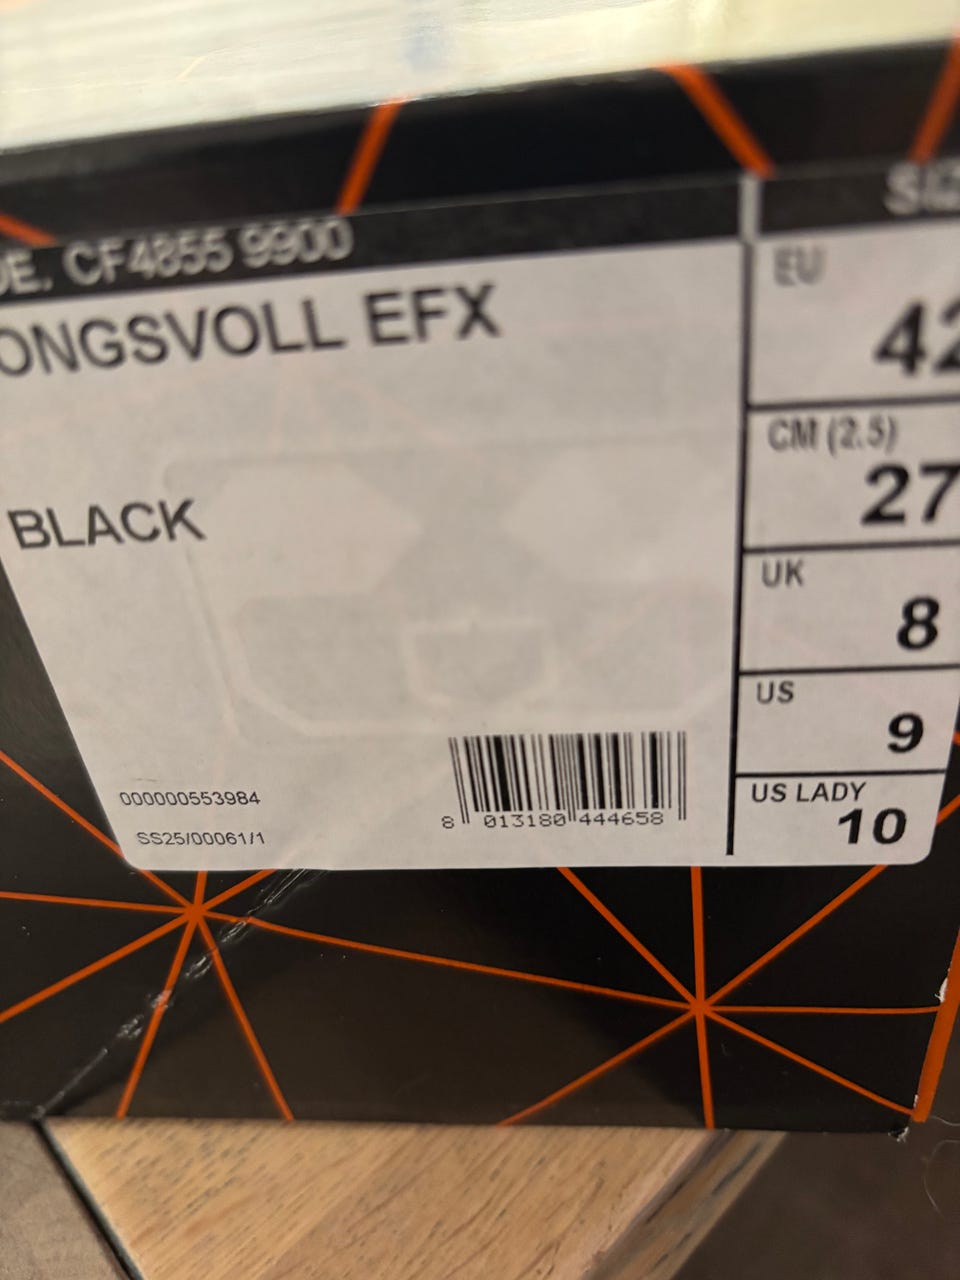 DE. CF4855 9900
ONGSVOLL EFX
BLACK
000000553984
SS25/00061/1
8 013180 444658
SIZ
EU
42
CM (2.5)
27
UK
8
US
9
US LADY
10